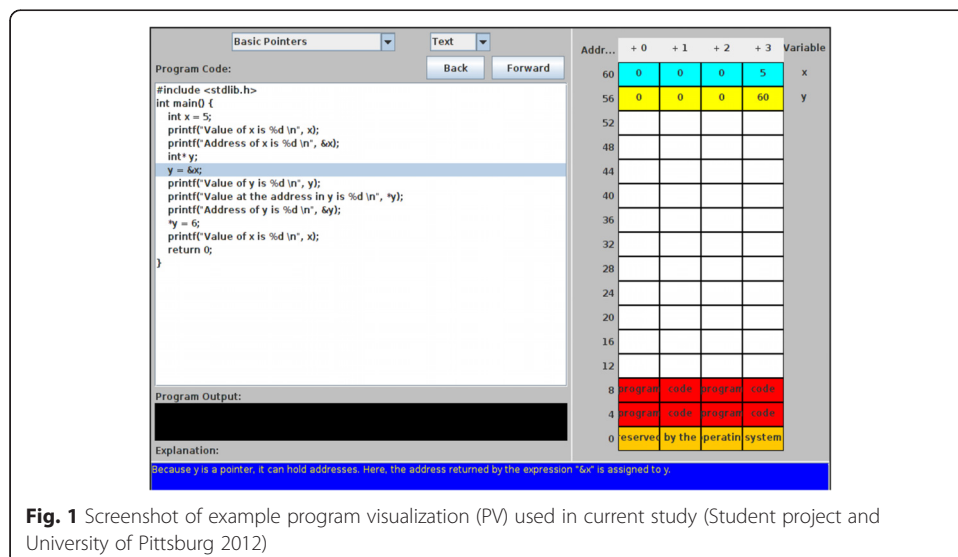 Basic Pointers Text
Program Code: Back Forward
#include <stdlib.h>
int main() {
int x = 5;
printf("Value of x is %d \n", x);
printf("Address of x is %d \n", &x);
int* y;
y = &x;
printf("Value of y is %d \n", y);
printf("Value at the address in y is %d \n", *y);
printf("Address of y is %d \n", &y);
*y = 6;
printf("Value of x is %d \n", x);
return 0;
}
Program Output:
Explanation:
Because y is a pointer, it can hold addresses. Here, the address returned by the expression "&x" is assigned to y.
Addr... + 0 + 1 + 2 + 3 Variable
60 0 0 0 5 x
56 0 0 0 60 y
52
48
44
40
36
32
28
24
20
16
12
8 program code program code
4 program code program code
0 eserved by the peratin system
Fig. 1 Screenshot of example program visualization (PV) used in current study (Student project and
University of Pittsburg 2012)